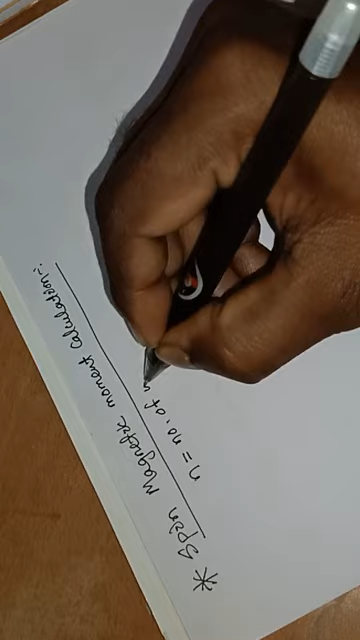 * Spin Magnetic moment Calculation:-
n = no. of